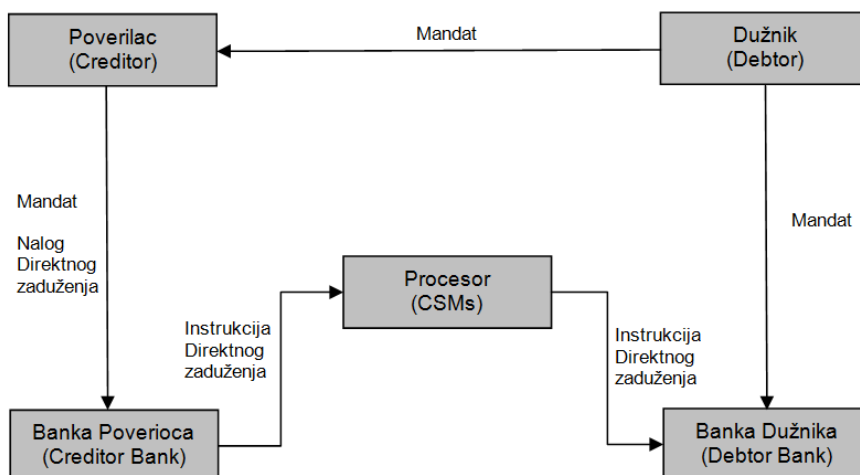 Poverilac
(Creditor)
Mandat
Dužnik
(Debtor)
Mandat
Nalog
Direktnog
zaduženja
Mandat
Procesor
(CSMs)
Instrukcija
Direktnog
zaduženja
Instrukcija
Direktnog
zaduženja
Banka Poverioca
(Creditor Bank)
Banka Dužnika
(Debtor Bank)